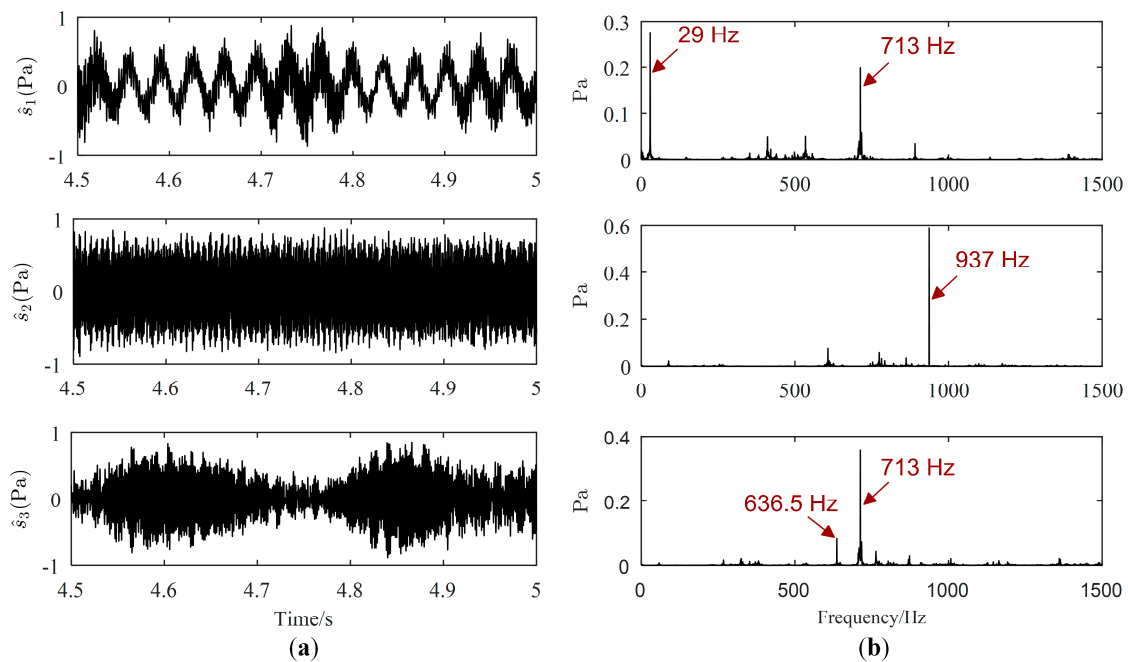 1
0
-1
ŝ1(Pa)
4.5 4.6 4.7 4.8 4.9 5
0.3
0.2
0.1
0
Pa
29 Hz
713 Hz
0 500 1000 1500
1
0
-1
ŝ2(Pa)
4.5 4.6 4.7 4.8 4.9 5
0.6
0.4
0.2
0
Pa
937 Hz
0 500 1000 1500
1
0
-1
ŝ3(Pa)
4.5 4.6 4.7 4.8 4.9 5
Time/s
(a)
0.4
0.2
0
Pa
713 Hz
636.5 Hz
0 500 1000 1500
Frequency/Hz
(b)